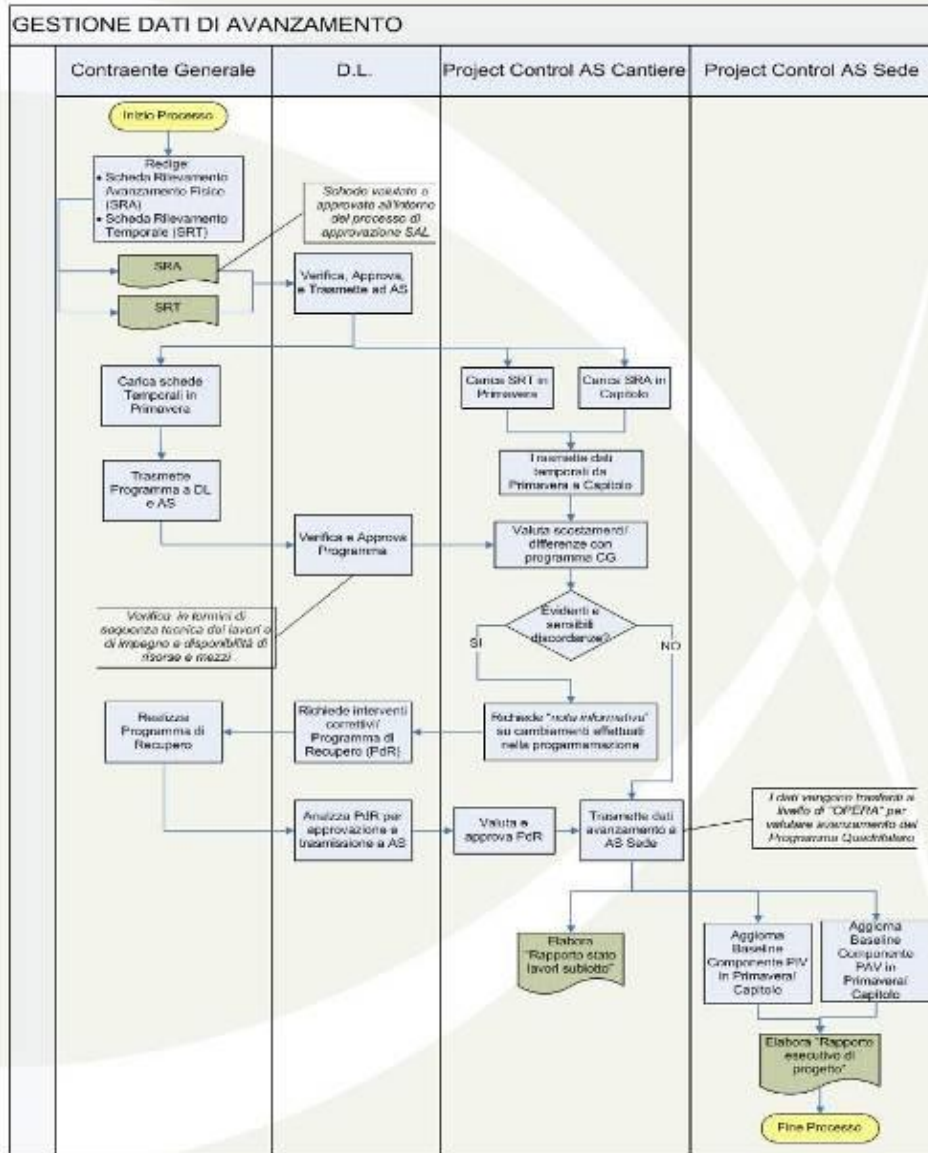 GESTIONE DATI DI AVANZAMENTO
Contraente Generale
D.L.
Project Control AS Cantiere
Project Control AS Sede
Inizio Processo
Redige:
• Scheda Rilevamento
Avanzamento Fisico
(SRA)
• Scheda Rilevamento
Temporale (SRT)
Schede valutate e
approvate all'interno
del processo di
approvazione SAL
SRA
SRT
Verifica, Approva,
e Trasmette ad AS
Carica schede
Temporali in
Primavera
Carica SRT in
Primavera
Carica SRA in
Capitolo
Trasmette
Programma a DL
e AS
Trasmette dati
temporali da
Primavera a Capitolo
Verifica e Approva
Programma
Valuta scostamenti/
differenze con
programma CG
Verifica in termini di
sequenza tecnica dei lavori e
di impegno e disponibilità di
risorse e mezzi
Evidenti e
sensibili
discordanze?
SI
NO
Realizza
Programma di
Recupero
Richiede interventi
correttivi/
Programma di
Recupero (PdR)
Richiede "nota informativa"
su cambiamenti effettuati
nella progarmamazione
Analizza PdR per
approvazione e
trasmissione a AS
Valuta e
approva PdR
Trasmette dati
avanzamento a
AS Sede
I dati vengono trasferiti a
livello di "OPERA" per
valutare avanzamento del
Programma Quadrilatero
Elabora
"Rapporto stato
lavori sublotto"
Aggiorna
Baseline
Componente PIV
in Primavera/
Capitolo
Aggiorna
Baseline
Componente
PAV in
Primavera/
Capitolo
Elabora "Rapporto
esecutivo di
progetto"
Fine Processo